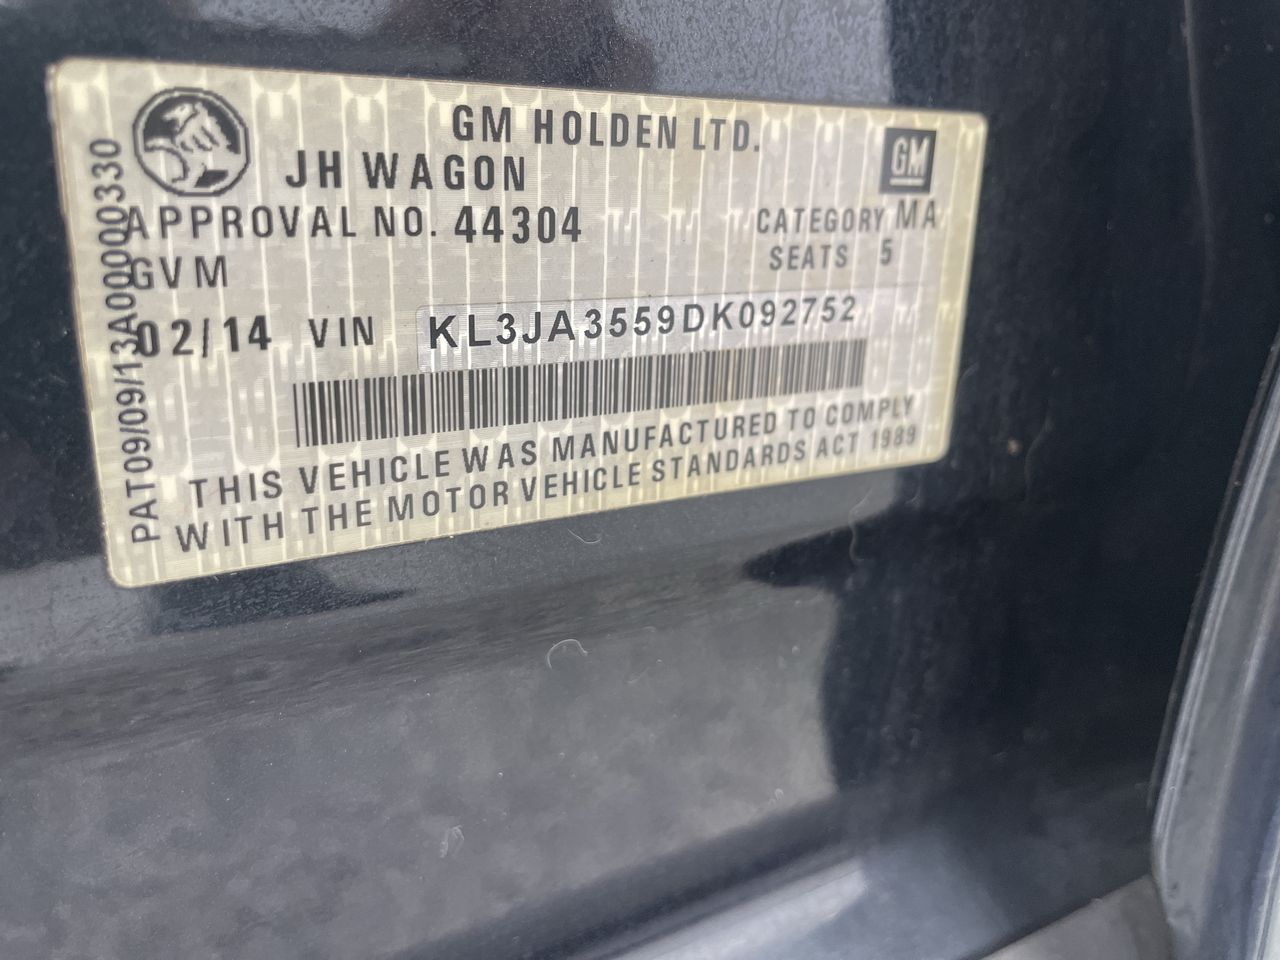 GM HOLDEN LTD.
GM
JH WAGON
APPROVAL NO. 44304
CATEGORY MA
GVM
SEATS 5
02/14 VIN KL3JA3559DK092752
THIS VEHICLE WAS MANUFACTURED TO COMPLY
WITH THE MOTOR VEHICLE STANDARDS ACT 1989
PAT09/09/13A00000330